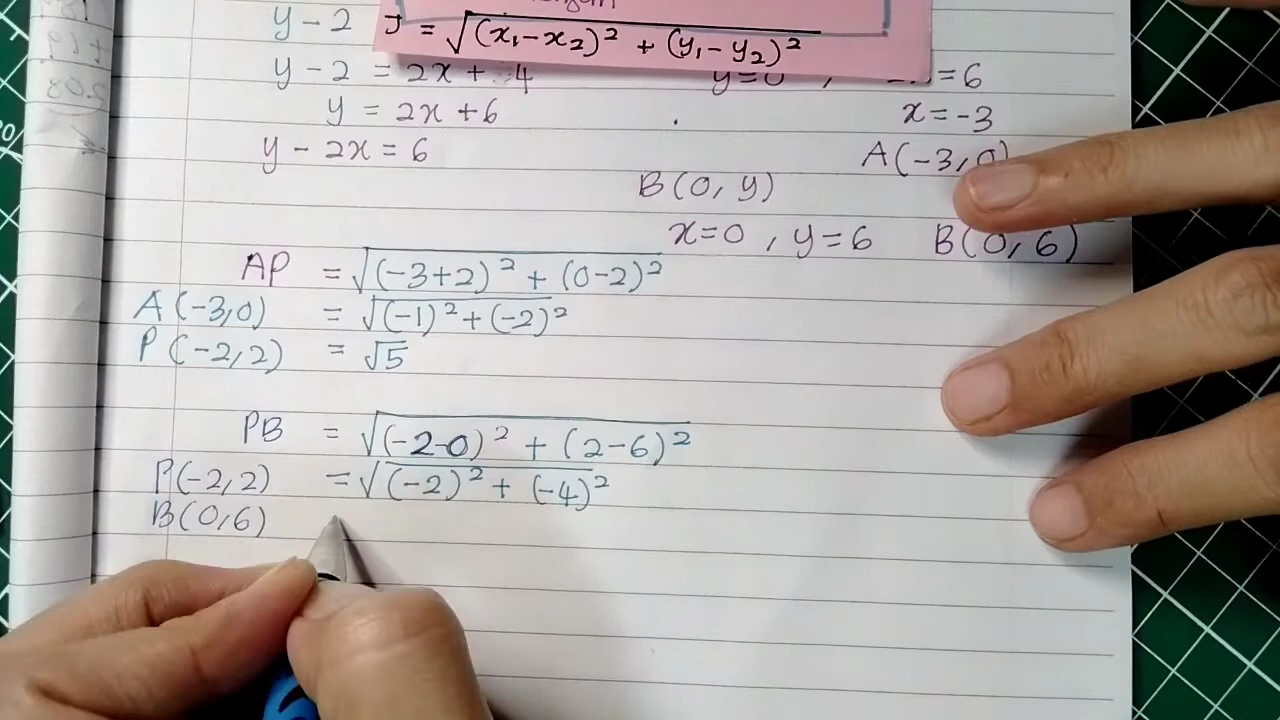 y - 2
J = √(x₁-x₂)² + (y₁-y₂)²
y - 2 = 2x + 4
y=0 , =6
y = 2x + 6
x = -3
y - 2x = 6
A(-3,0)
B(0, y)
x=0 , y=6 B(0,6)
AP = √(-3+2)² + (0-2)²
A(-3,0) = √(-1)² + (-2)²
P(-2,2) = √5
PB = √(-2-0)² + (2-6)²
P(-2,2) = √(-2)² + (-4)²
B(0,6)